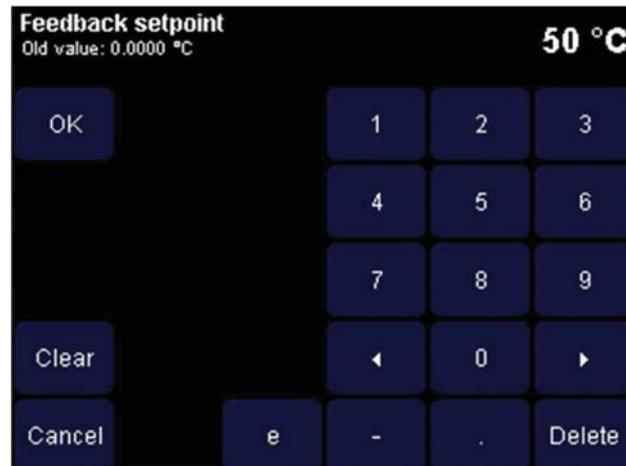 Feedback setpoint
Old value: 0.0000 °C
50 °C
OK
1 2 3
4 5 6
7 8 9
Clear
◀ 0 ▶
Cancel
e - . Delete